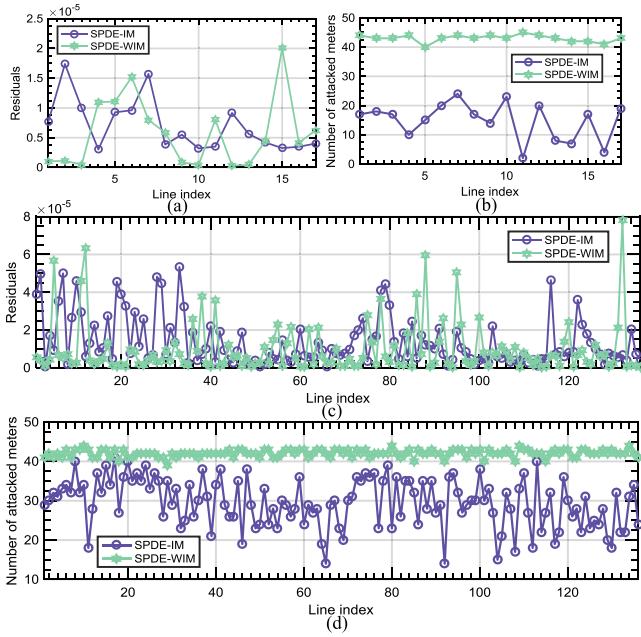 ×10^-5
2.5
2
1.5
1
0.5
0
Residuals
SPDE-IM
SPDE-WIM
5 10 15
Line index
(a)
50
40
30
20
10
0
Number of attacked meters
SPDE-IM
SPDE-WIM
5 10 15
Line index
(b)
×10^-5
8
6
4
2
0
Residuals
SPDE-IM
SPDE-WIM
20 40 60 80 100 120
Line index
(c)
50
40
30
20
10
Number of attacked meters
SPDE-IM
SPDE-WIM
20 40 60 80 100 120
Line index
(d)